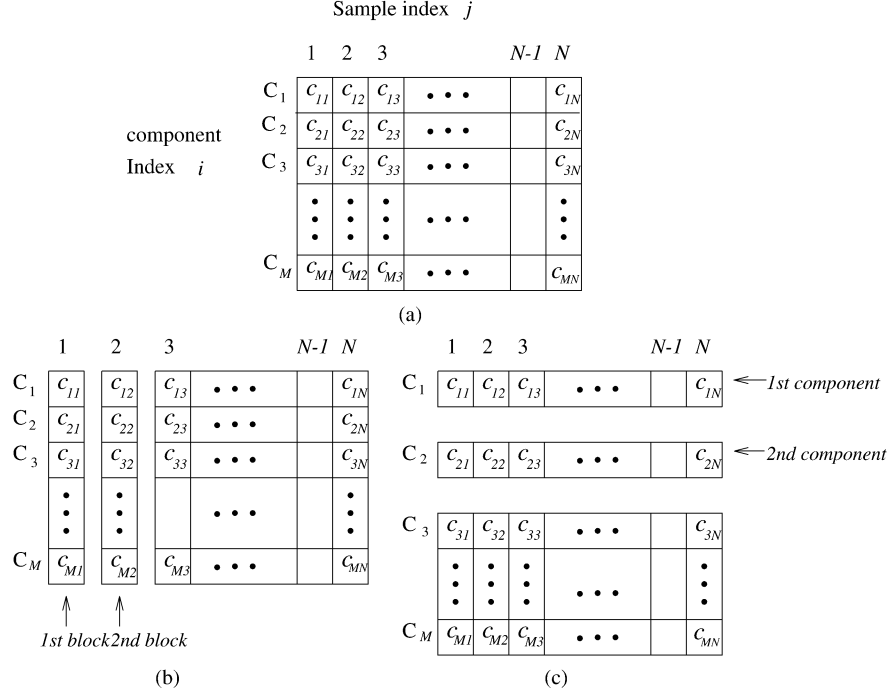 Sample index j
1 2 3 N-1 N
C1 c11 c12 c13 • • • c1N
component
C2 c21 c22 c23 • • • c2N
Index i
C3 c31 c32 c33 • • • c3N
• • •
CM cM1 cM2 cM3 • • • cMN
(a)
1 2 3 N-1 N
C1 c11 c12 c13 • • • c1N
C2 c21 c22 c23 • • • c2N
C3 c31 c32 c33 • • • c3N
• • •
CM cM1 cM2 cM3 • • • cMN
1st block 2nd block
(b)
1 2 3 N-1 N
C1 c11 c12 c13 • • • c1N 1st component
C2 c21 c22 c23 • • • c2N 2nd component
C3 c31 c32 c33 • • • c3N
• • •
CM cM1 cM2 cM3 • • • cMN
(c)